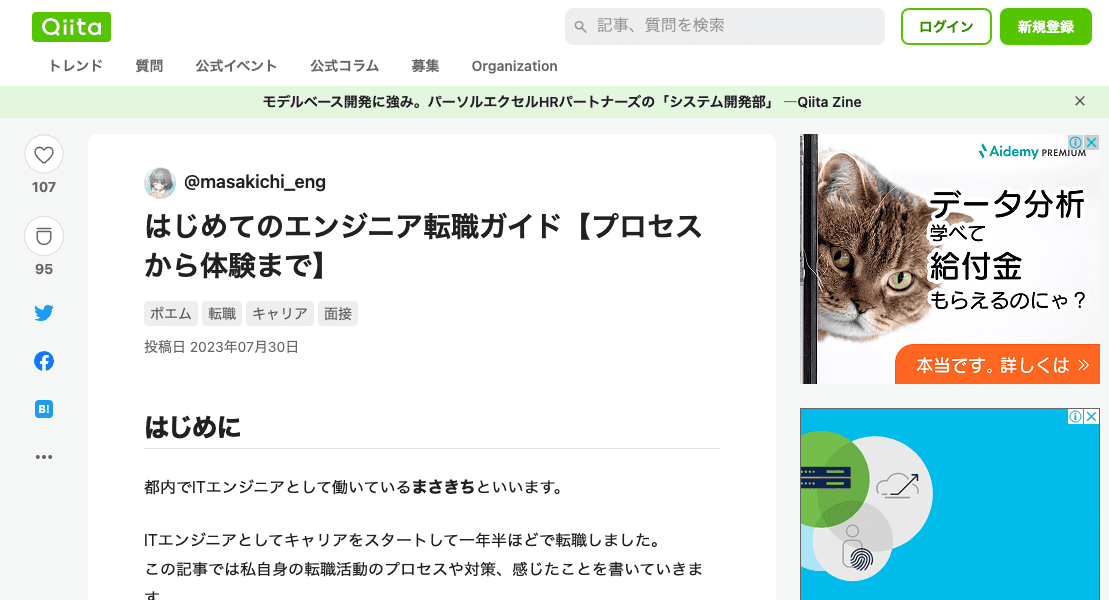 Qiita
記事、質問を検索
ログイン
新規登録
トレンド 質問 公式イベント 公式コラム 募集 Organization
モデルベース開発に強み。パーソルエクセルHRパートナーズの「システム開発部」 —Qiita Zine
107
95
B!
@masakichi_eng
はじめてのエンジニア転職ガイド【プロセス
から体験まで】
ポエム 転職 キャリア 面接
投稿日 2023年07月30日
はじめに
都内でITエンジニアとして働いているまさきちといいます。
ITエンジニアとしてキャリアをスタートして一年半ほどで転職しました。
この記事では私自身の転職活動のプロセスや対策、感じたことを書いていきま
す。
Aidemy PREMIUM
データ分析
学べて
給付金
もらえるのにゃ？
本当です。詳しくは